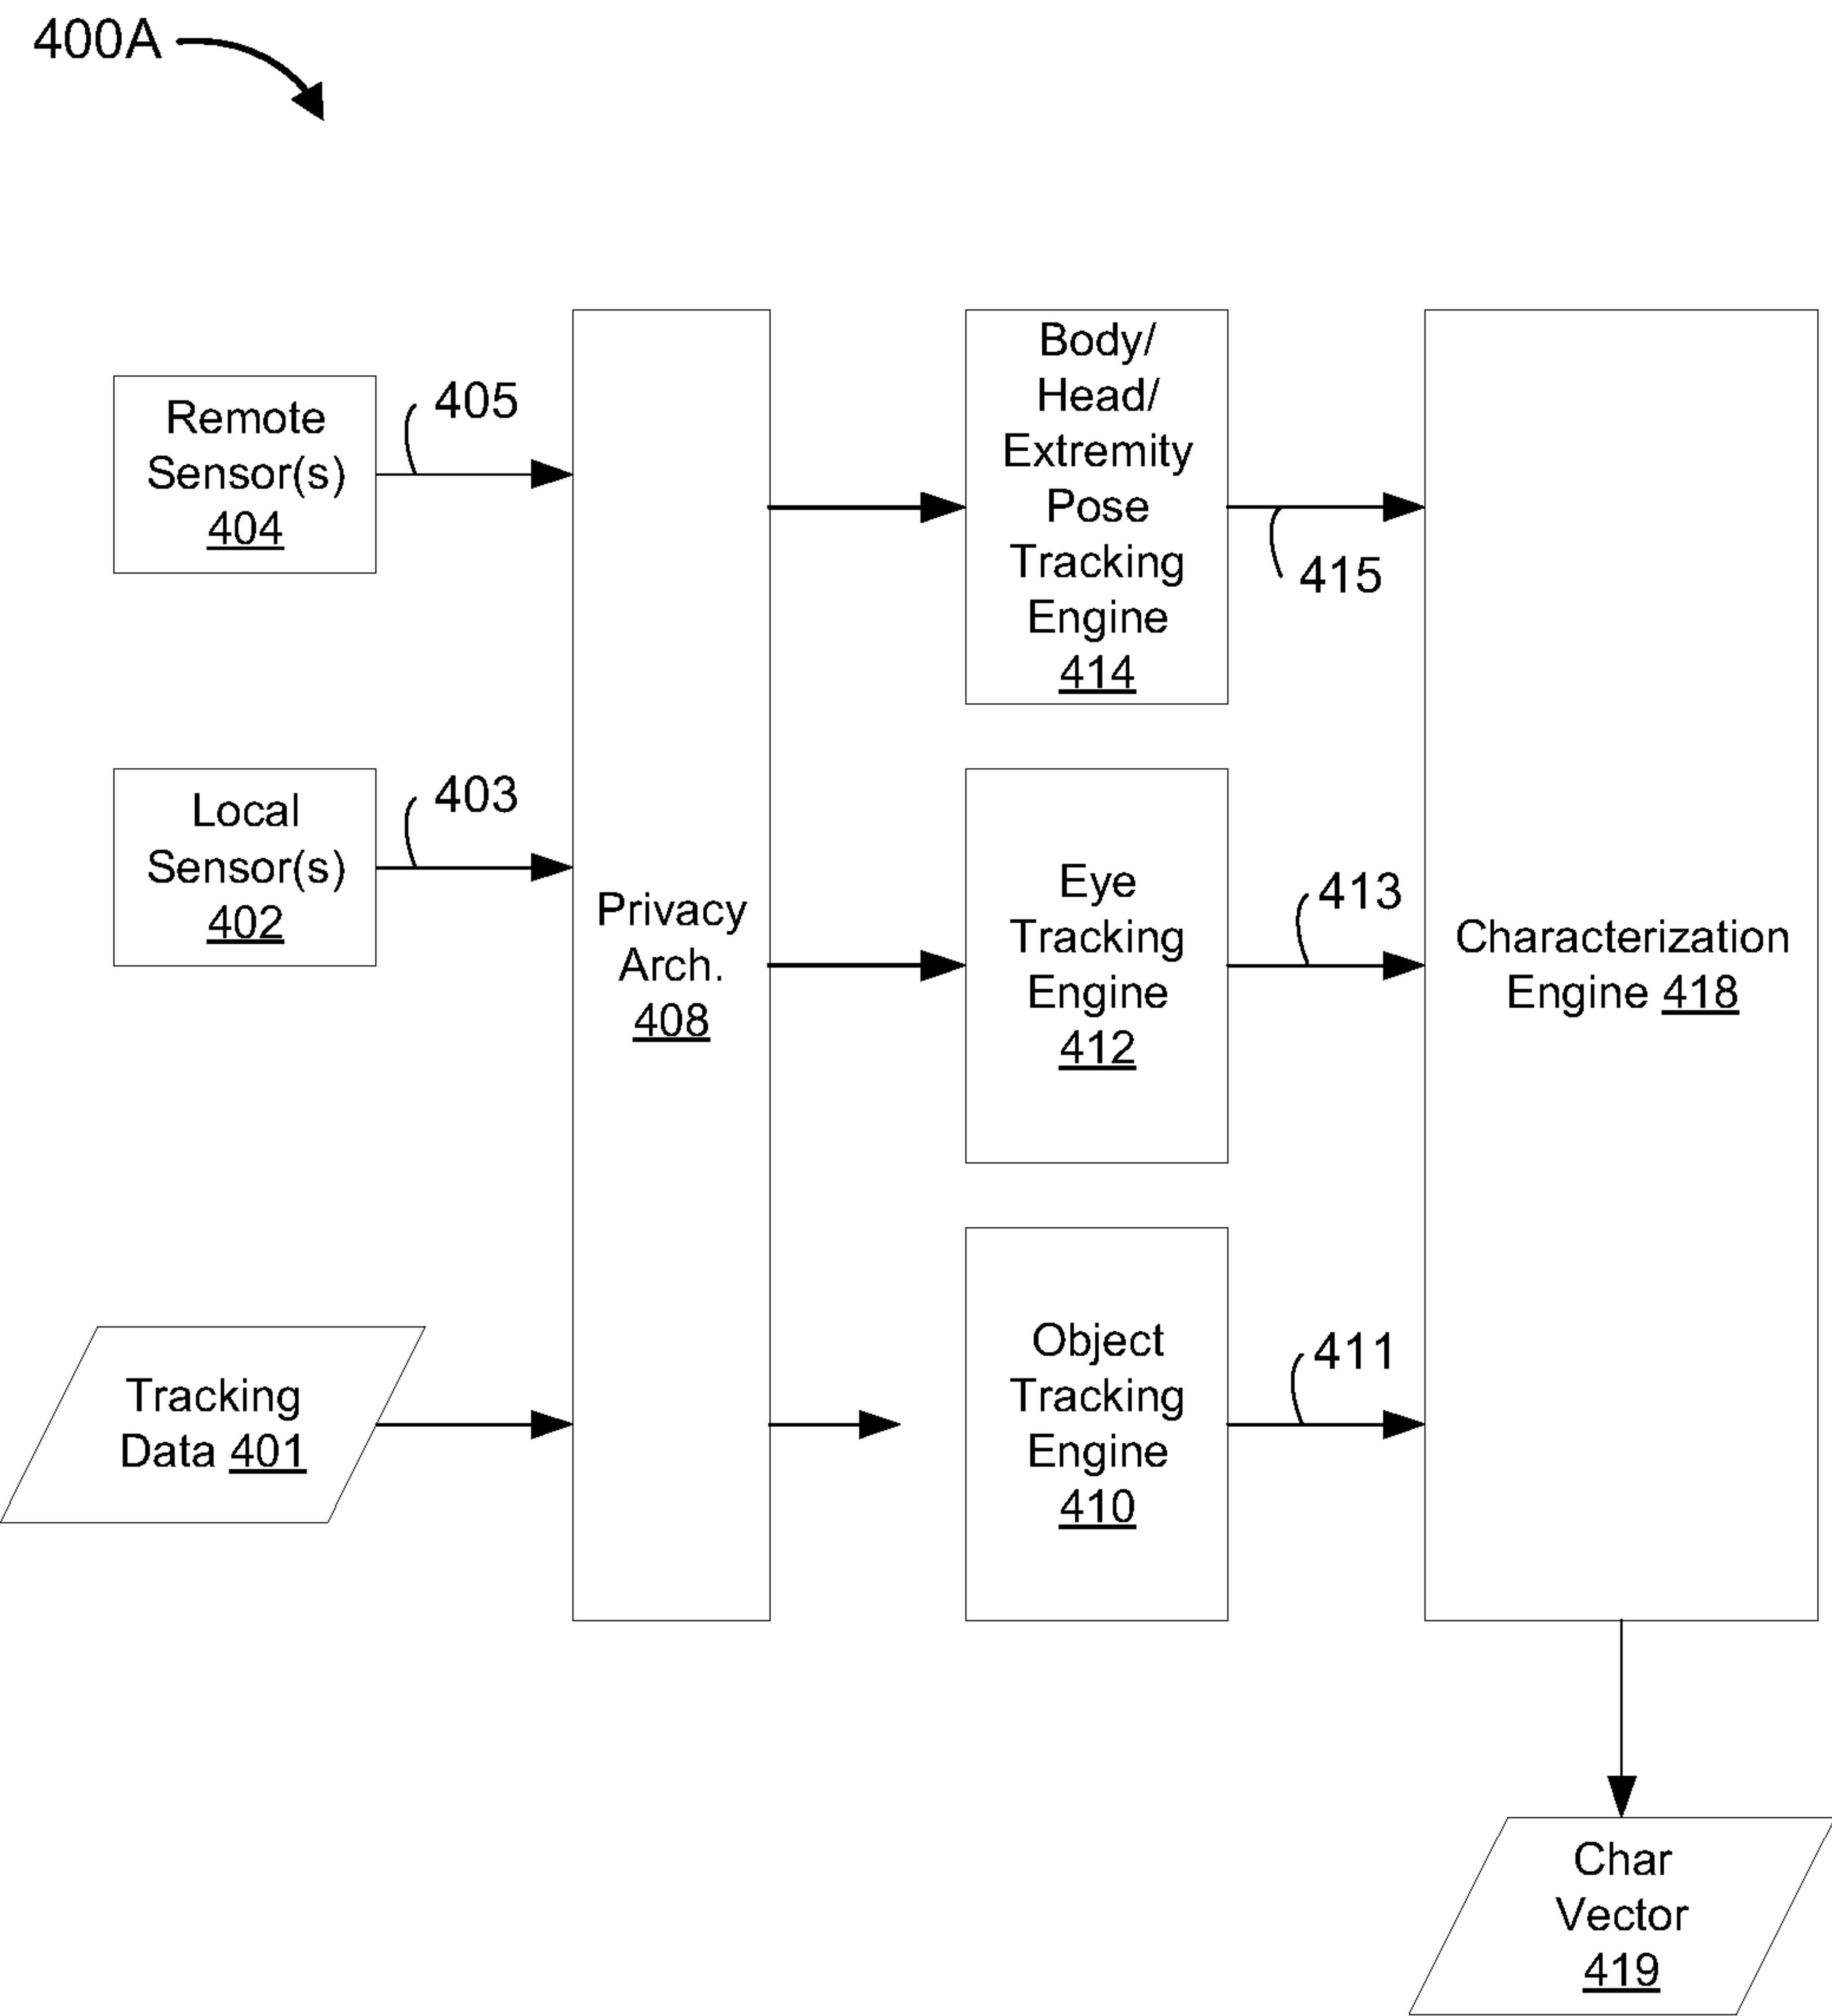 400A
Remote
Sensor(s)
404
405
Local
Sensor(s)
402
403
Tracking
Data 401
Privacy
Arch.
408
Body/
Head/
Extremity
Pose
Tracking
Engine
414
415
Eye
Tracking
Engine
412
413
Object
Tracking
Engine
410
411
Characterization
Engine 418
Char
Vector
419